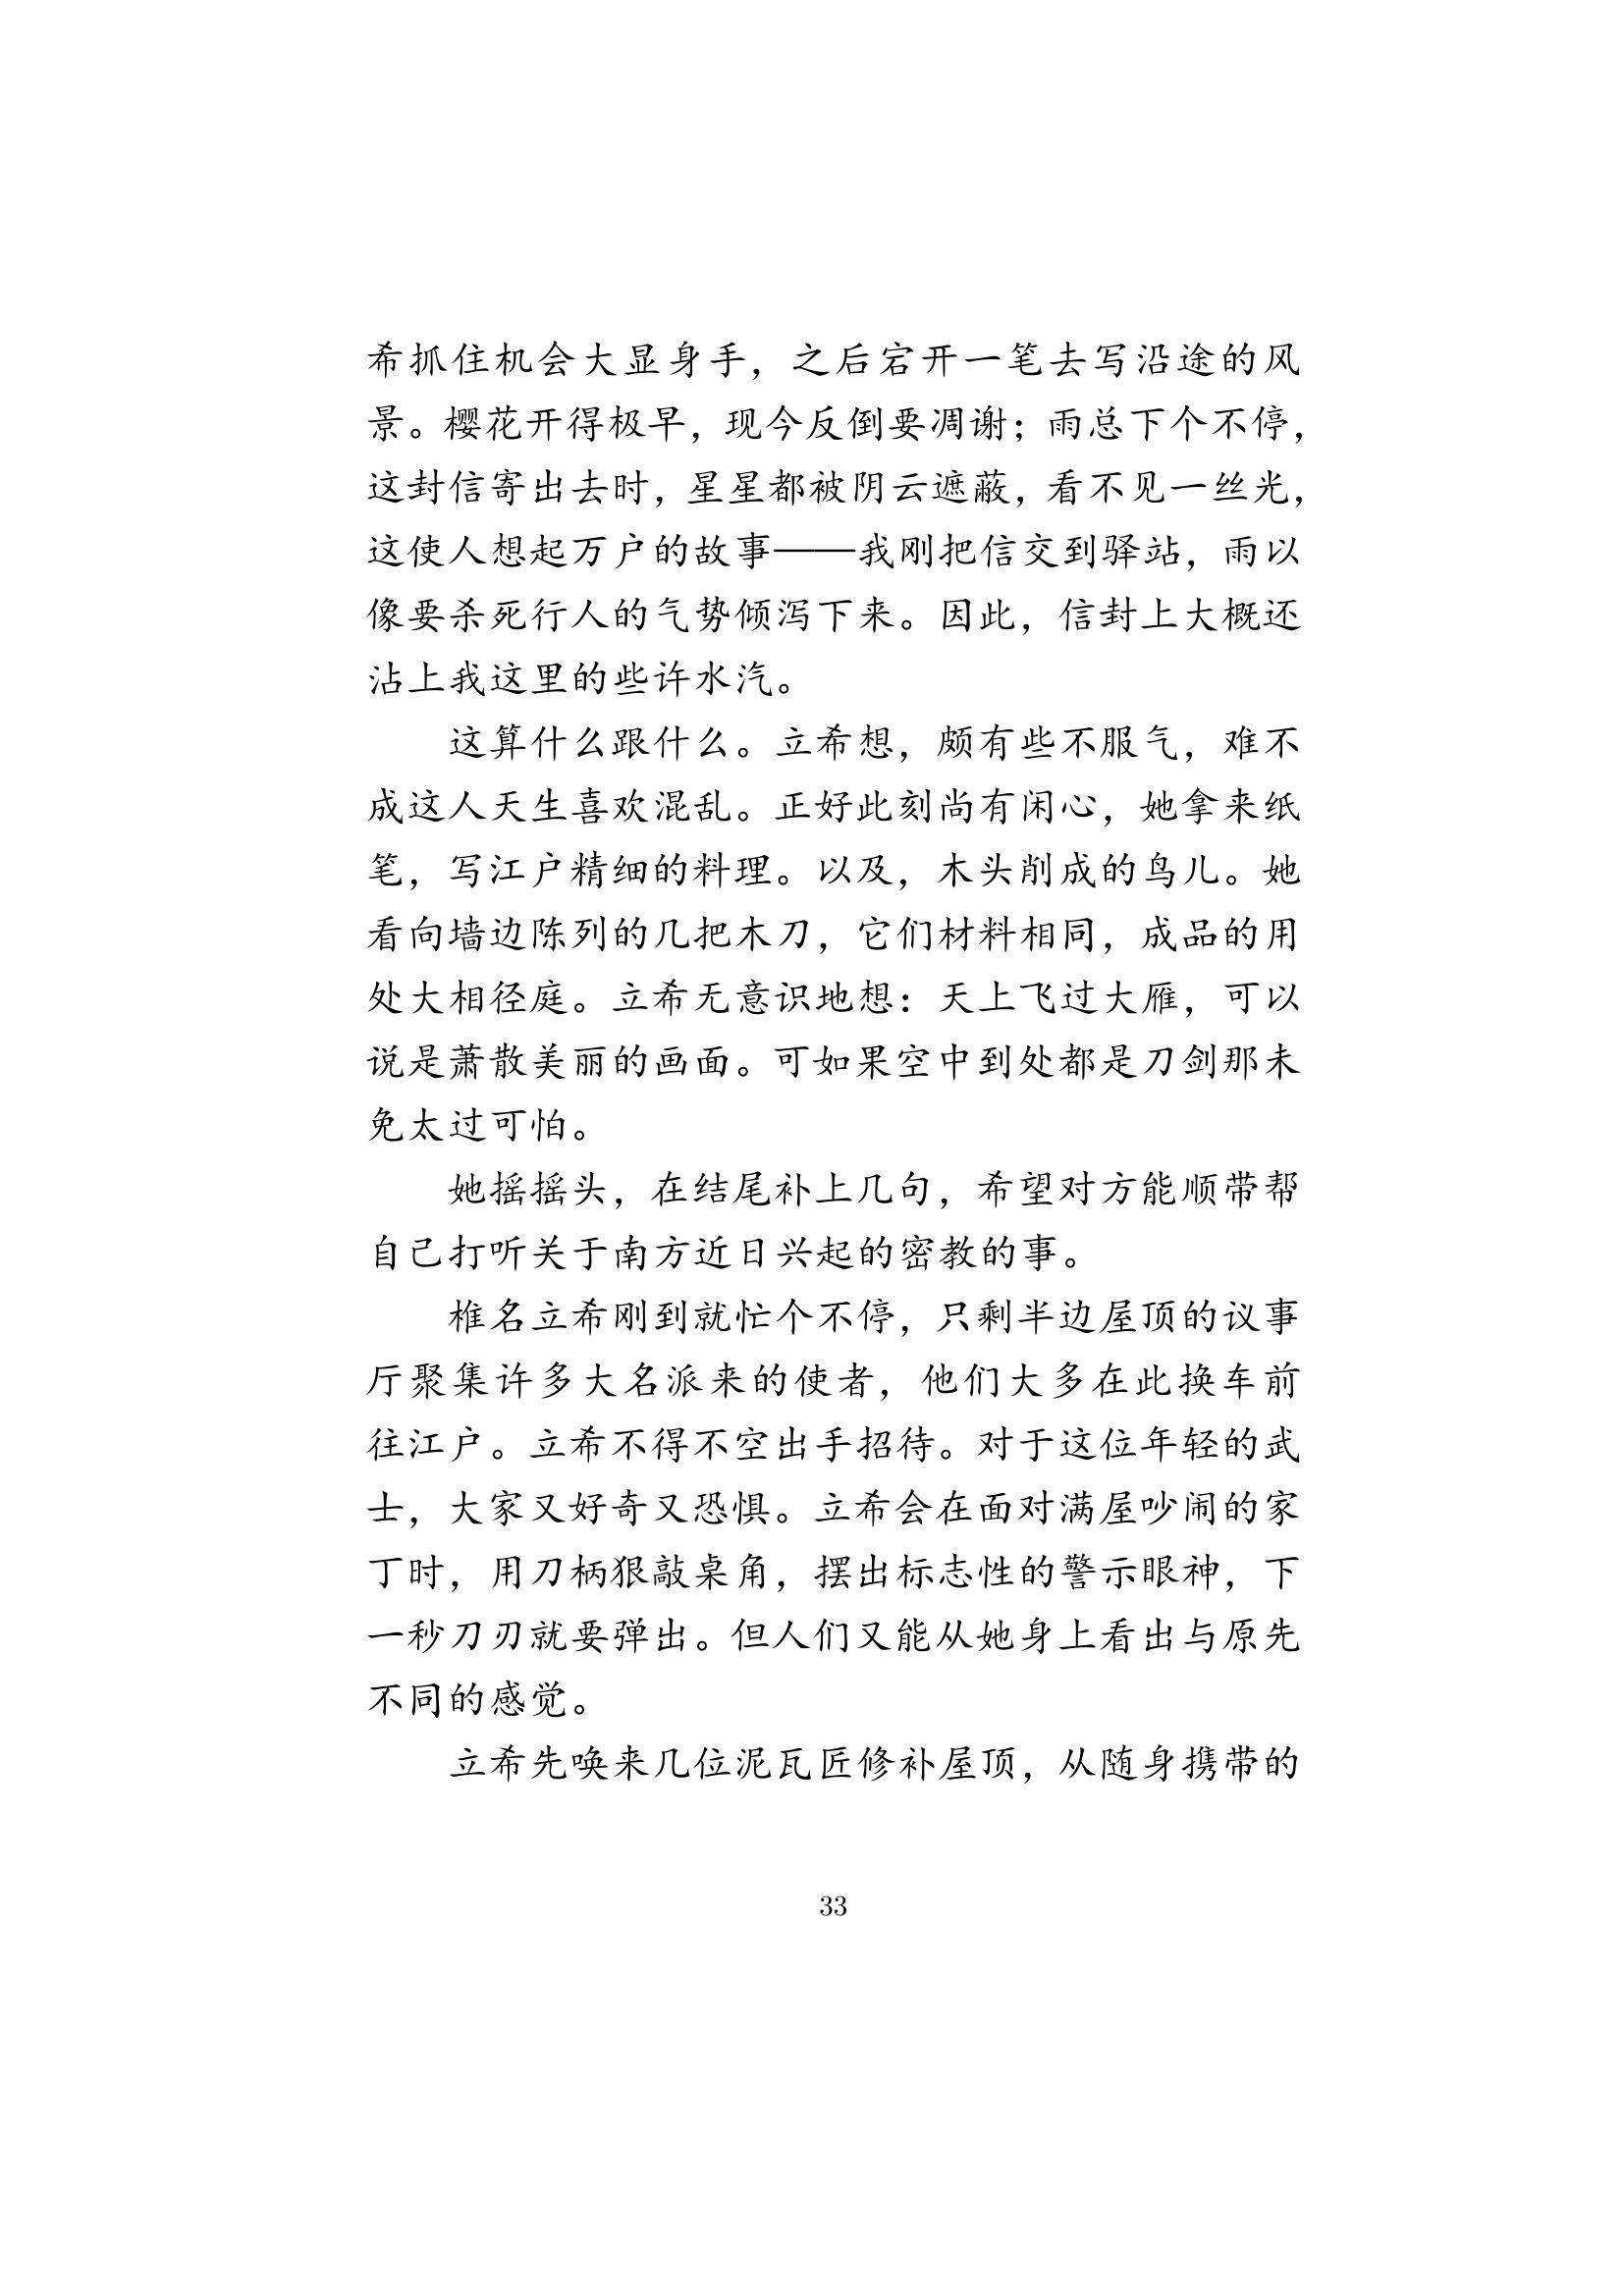 希抓住机会大显身手，之后宕开一笔去写沿途的风
景。樱花开得极早，现今反倒要凋谢；雨总下个不停，
这封信寄出去时，星星都被阴云遮蔽，看不见一丝光，
这使人想起万户的故事——我刚把信交到驿站，雨以
像要杀死行人的气势倾泻下来。因此，信封上大概还
沾上我这里的些许水汽。
这算什么跟什么。立希想，颇有些不服气，难不
成这人天生喜欢混乱。正好此刻尚有闲心，她拿来纸
笔，写江户精细的料理。以及，木头削成的鸟儿。她
看向墙边陈列的几把木刀，它们材料相同，成品的用
处大相径庭。立希无意识地想：天上飞过大雁，可以
说是萧散美丽的画面。可如果空中到处都是刀剑那未
免太过可怕。
她摇摇头，在结尾补上几句，希望对方能顺带帮
自己打听关于南方近日兴起的密教的事。
椎名立希刚到就忙个不停，只剩半边屋顶的议事
厅聚集许多大名派来的使者，他们大多在此换车前
往江户。立希不得不空出手招待。对于这位年轻的武
士，大家又好奇又恐惧。立希会在面对满屋吵闹的家
丁时，用刀柄狠敲桌角，摆出标志性的警示眼神，下
一秒刀刃就要弹出。但人们又能从她身上看出与原先
不同的感觉。
立希先唤来几位泥瓦匠修补屋顶，从随身携带的
33